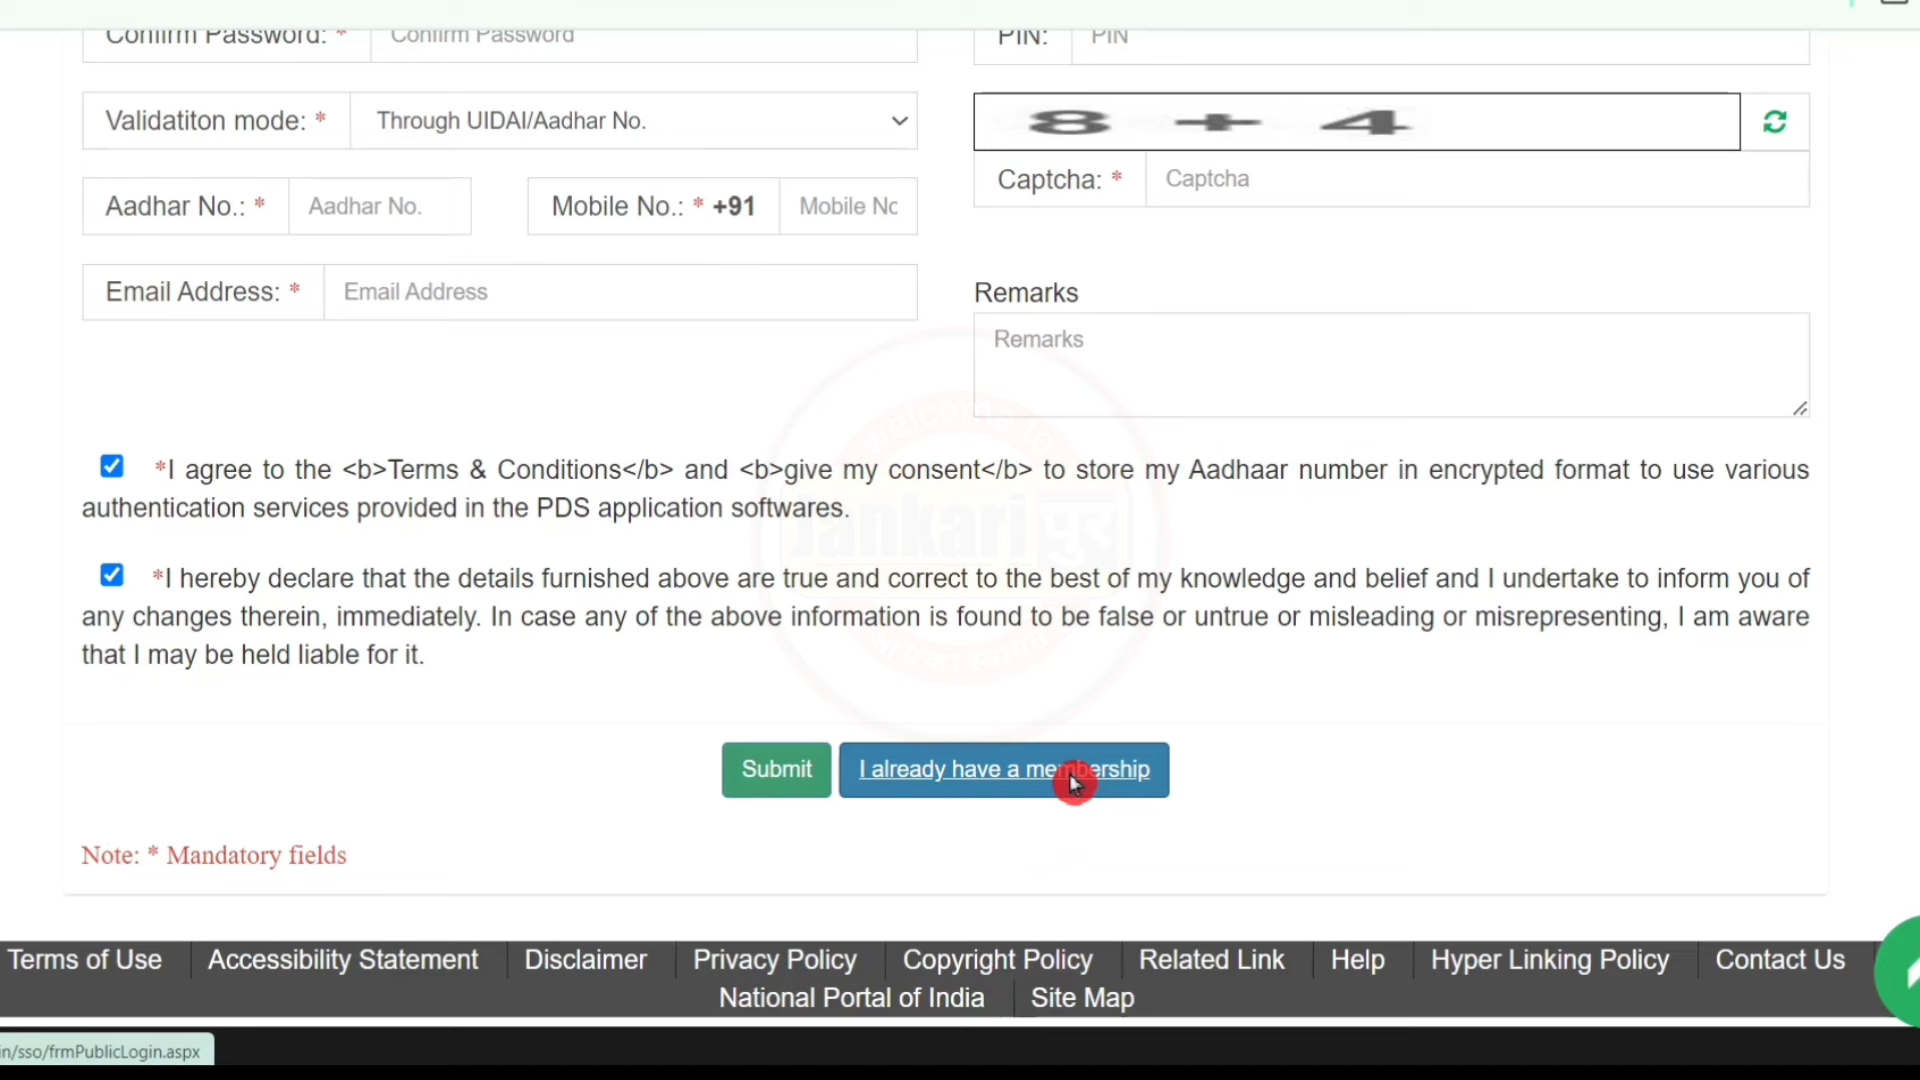 Confirm Password: * Confirm Password
PIN: PIN
Validatiton mode: * Through UIDAI/Aadhar No.
8 + 4
Captcha: * Captcha
Aadhar No.: * Aadhar No.
Mobile No.: * +91 Mobile Nc
Email Address: * Email Address
Remarks
Remarks
*I agree to the <b>Terms & Conditions</b> and <b>give my consent</b> to store my Aadhaar number in encrypted format to use various
authentication services provided in the PDS application softwares.
*I hereby declare that the details furnished above are true and correct to the best of my knowledge and belief and I undertake to inform you of
any changes therein, immediately. In case any of the above information is found to be false or untrue or misleading or misrepresenting, I am aware
that I may be held liable for it.
welcome to
Jankari पुर
Submit I already have a membership
Note: * Mandatory fields
Terms of Use Accessibility Statement Disclaimer Privacy Policy Copyright Policy Related Link Help Hyper Linking Policy Contact Us
National Portal of India Site Map
in/sso/frmPublicLogin.aspx